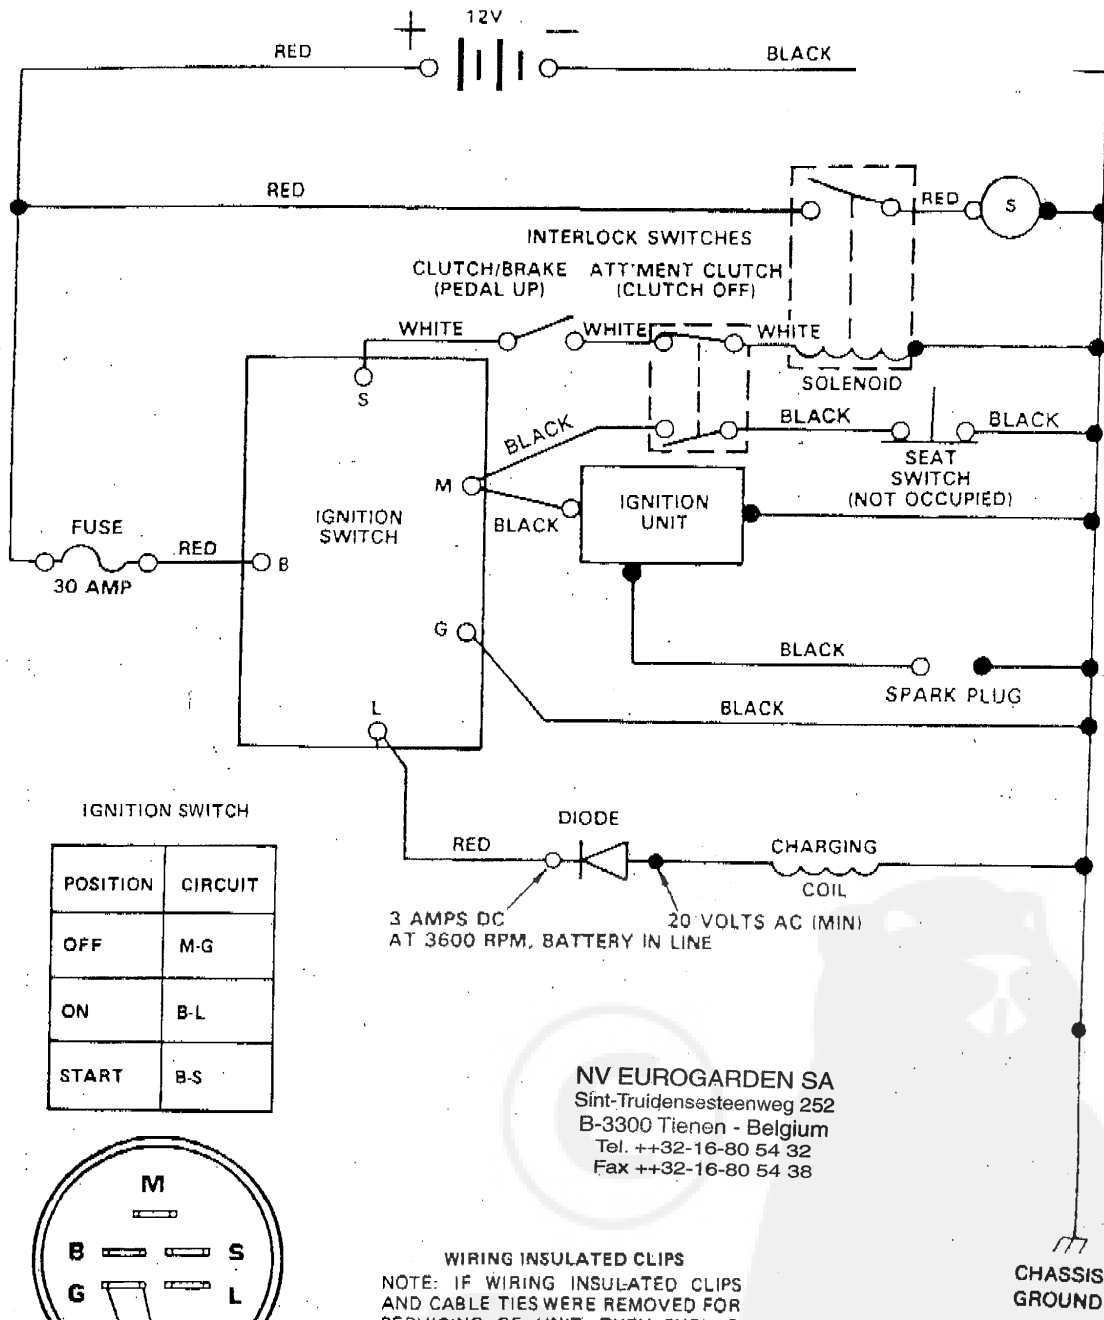 12V
+ −
RED
BLACK
RED
RED
S
INTERLOCK SWITCHES
CLUTCH/BRAKE
(PEDAL UP)
ATT'MENT CLUTCH
(CLUTCH OFF)
WHITE
WHITE
WHITE
S
SOLENOID
BLACK
BLACK
BLACK
SEAT
SWITCH
(NOT OCCUPIED)
M
IGNITION
SWITCH
BLACK
IGNITION
UNIT
FUSE
30 AMP
RED
B
G
BLACK
SPARK PLUG
BLACK
L
IGNITION SWITCH
POSITION CIRCUIT
OFF M-G
ON B-L
START B-S
DIODE
RED
CHARGING
COIL
3 AMPS DC
AT 3600 RPM, BATTERY IN LINE
20 VOLTS AC (MIN)
NV EUROGARDEN SA
Sint-Truidensesteenweg 252
B-3300 Tienen - Belgium
Tel. ++32-16-80 54 32
Fax ++32-16-80 54 38
M
B S
G L
WIRING INSULATED CLIPS
NOTE: IF WIRING INSULATED CLIPS
AND CABLE TIES WERE REMOVED FOR
CHASSIS
GROUND